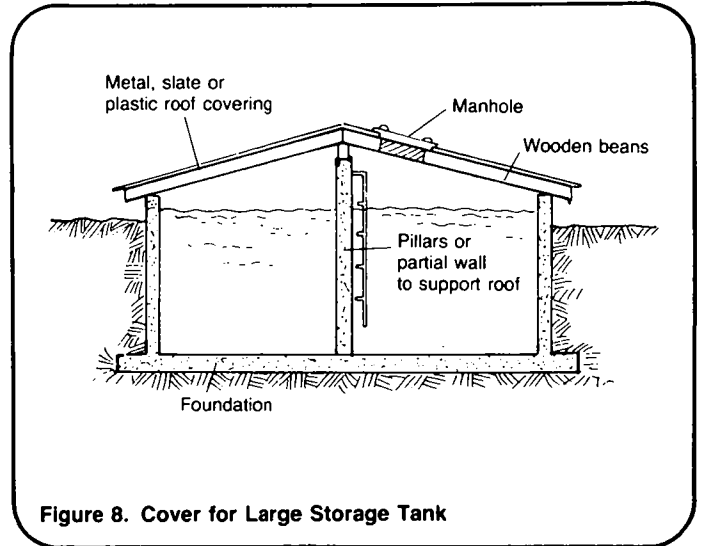 Metal, slate or
plastic roof covering
Manhole
Wooden beans
Pillars or
partial wall
to support roof
Foundation
Figure 8. Cover for Large Storage Tank